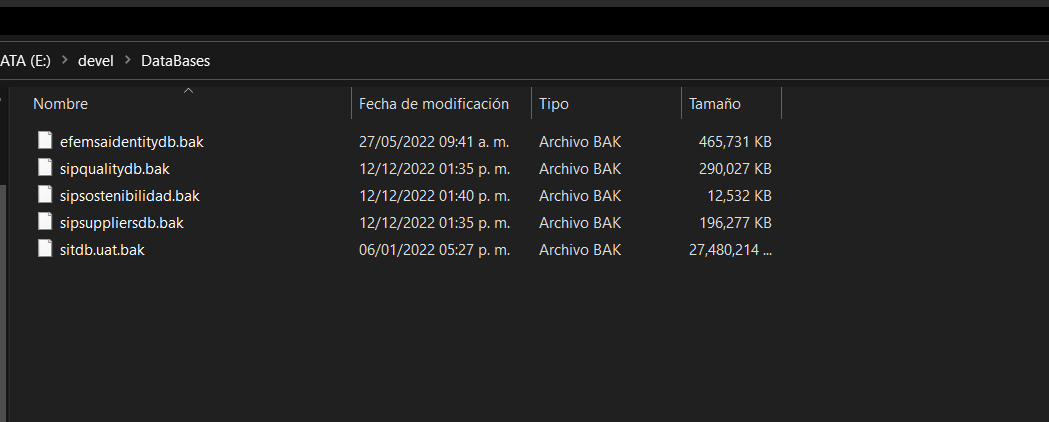 ATA (E:) > devel > DataBases
Nombre Fecha de modificación Tipo Tamaño
efemsaidentitydb.bak 27/05/2022 09:41 a. m. Archivo BAK 465,731 KB
sipqualitydb.bak 12/12/2022 01:35 p. m. Archivo BAK 290,027 KB
sipsostenibilidad.bak 12/12/2022 01:40 p. m. Archivo BAK 12,532 KB
sipsuppliersdb.bak 12/12/2022 01:35 p. m. Archivo BAK 196,277 KB
sitdb.uat.bak 06/01/2022 05:27 p. m. Archivo BAK 27,480,214 ...